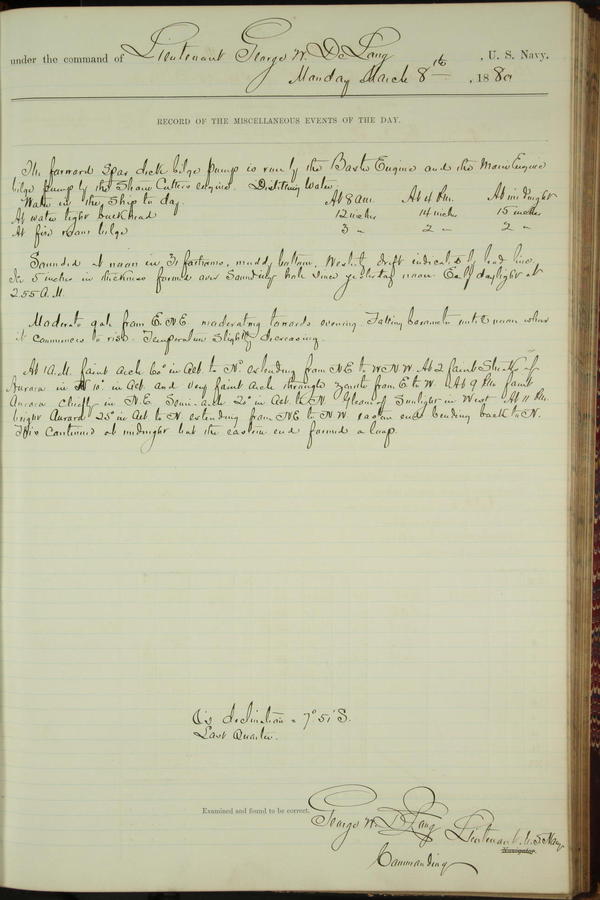 under the command of Lieutenant George W. De Long , U. S. Navy.
Monday March 8th , 1880
RECORD OF THE MISCELLANEOUS EVENTS OF THE DAY.
The forward spar deck bilge pump is run by the Baxter Engine and the Main Engine
bilge pump by the Steam Cutters engine. Distilling water
Water in the Ship to day. At 8 am. At 4 Pm. At midnight
At water tight bulkhead 12 inches 14 inches 15 inches
At fire room bilge 3 " 2 " 2 "
Sounded at noon in 31 fathoms, muddy bottom. Westerly drift indicated by lead line.
Ice 5 inches in thickness formed over Sounding hole since yesterday noon. Early daylight at
2.55 A.M.
Moderate gale from E.N.E. moderating towards evening. Falling barometer until noon when
it commences to rise. Temperature slightly decreasing.
At 1 A.M. faint arch 60° in alt. to N. extending from NE to WNW. At 2 faint streaks of
Aurora in N 10° in alt. and very faint arch through zenith from E to W. At 9 Pm faint
Aurora chiefly in N.E. Semi-arch 20° in alt. to N. Gleam of Sunlight in West. At 11 Pm.
bright Aurora 25° in alt. to N. extending from NE to NW. eastern end bending back to N.
This continued at midnight but the eastern end formed a loop.
declination = 7° 51' S.
Last Quarter.
Examined and found to be correct.
George W. De Long Lieutenant U.S. Navy
Navigator.
Commanding